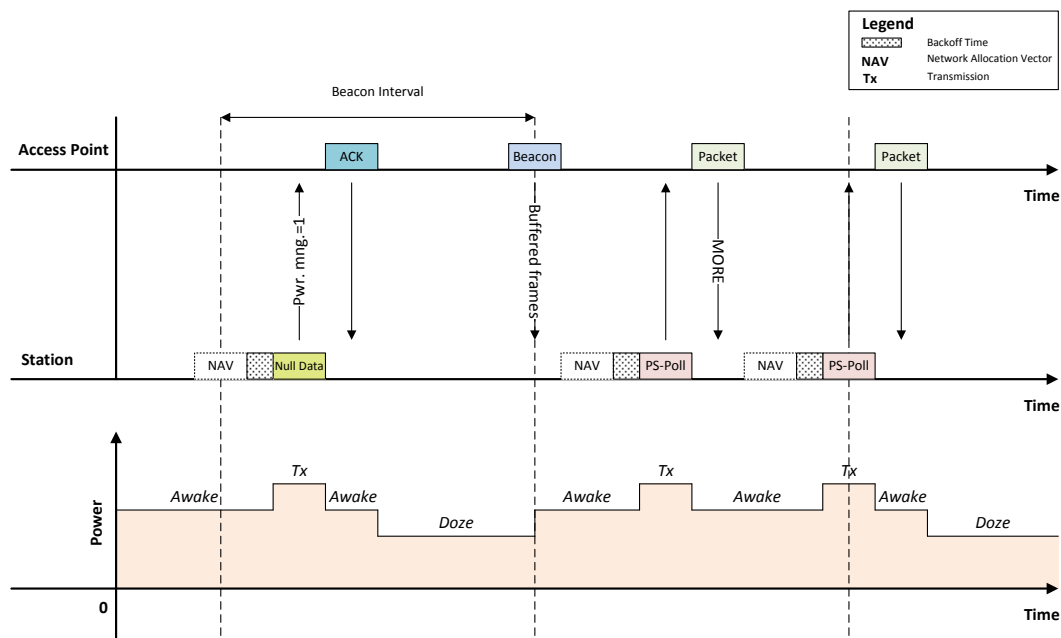 Legend
Backoff Time
NAV Network Allocation Vector
Tx Transmission
Beacon Interval
Access Point
ACK
Beacon
Packet
Packet
Time
Pwr. mng.=1
Buffered frames
MORE
Station
NAV
Null Data
NAV
PS-Poll
NAV
PS-Poll
Time
Power
Awake
Tx
Awake
Doze
Awake
Tx
Awake
Tx
Awake
Doze
0
Time